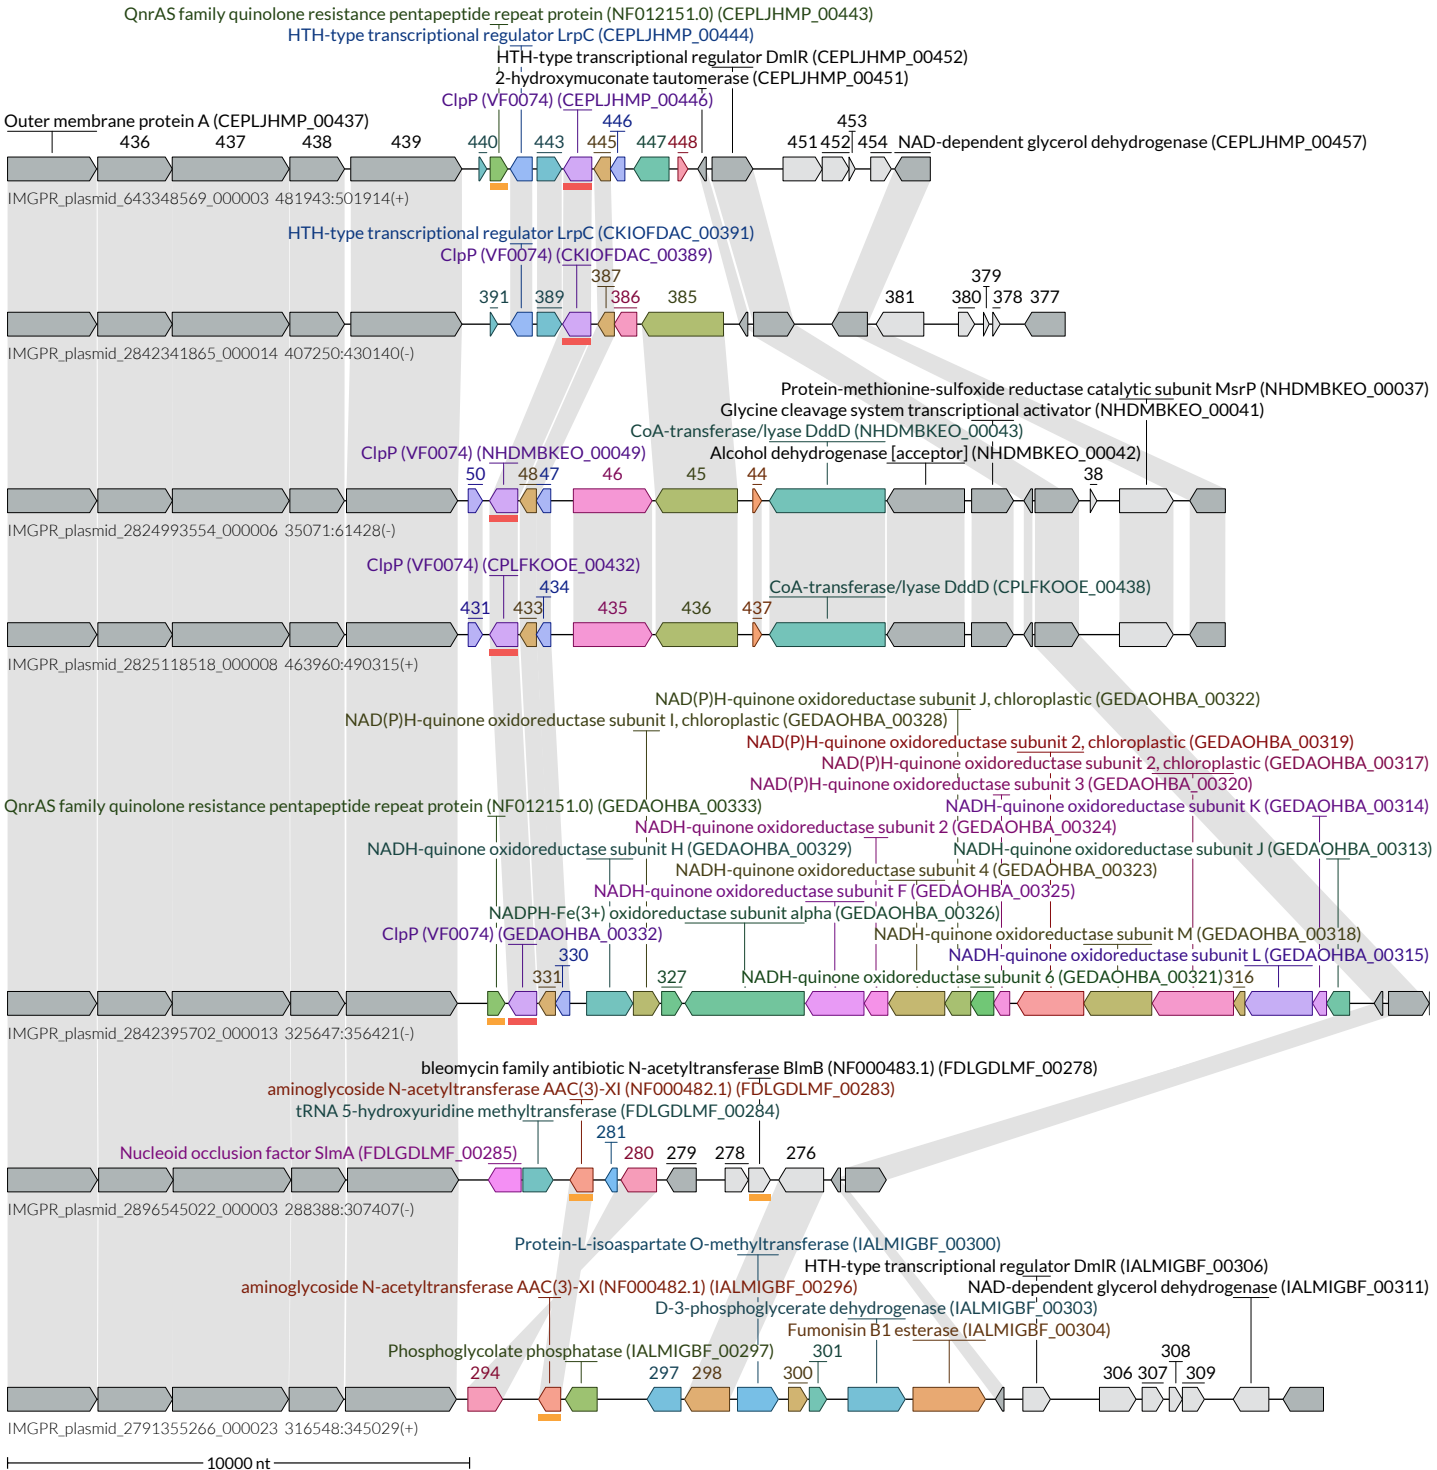 QnrAS family quinolone resistance pentapeptide repeat protein (NF012151.0) (CEPLJHMP_00443)
HTH-type transcriptional regulator LrpC (CEPLJHMP_00444)
HTH-type transcriptional regulator DmlR (CEPLJHMP_00452)
2-hydroxymuconate tautomerase (CEPLJHMP_00451)
ClpP (VF0074) (CEPLJHMP_00446)
Outer membrane protein A (CEPLJHMP_00437) 446 453
436 437 438 439 440 443 445 447 448 451 452 454 NAD-dependent glycerol dehydrogenase (CEPLJHMP_00457)
IMGPR_plasmid_643348569_000003 481943:501914(+)
HTH-type transcriptional regulator LrpC (CKIOFDAC_00391)
ClpP (VF0074) (CKIOFDAC_00389)
387 379
391 389 386 385 381 380 378 377
IMGPR_plasmid_2842341865_000014 407250:430140(-)
Protein-methionine-sulfoxide reductase catalytic subunit MsrP (NHDMBKEO_00037)
Glycine cleavage system transcriptional activator (NHDMBKEO_00041)
CoA-transferase/lyase DddD (NHDMBKEO_00043)
ClpP (VF0074) (NHDMBKEO_00049) Alcohol dehydrogenase [acceptor] (NHDMBKEO_00042)
50 48 47 46 45 44 38
IMGPR_plasmid_2824993554_000006 35071:61428(-)
ClpP (VF0074) (CPLFKOOE_00432)
434 CoA-transferase/lyase DddD (CPLFKOOE_00438)
431 433 435 436 437
IMGPR_plasmid_2825118518_000008 463960:490315(+)
NAD(P)H-quinone oxidoreductase subunit J, chloroplastic (GEDAOHBA_00322)
NAD(P)H-quinone oxidoreductase subunit I, chloroplastic (GEDAOHBA_00328)
NAD(P)H-quinone oxidoreductase subunit 2, chloroplastic (GEDAOHBA_00319)
NAD(P)H-quinone oxidoreductase subunit 2, chloroplastic (GEDAOHBA_00317)
NAD(P)H-quinone oxidoreductase subunit 3 (GEDAOHBA_00320)
QnrAS family quinolone resistance pentapeptide repeat protein (NF012151.0) (GEDAOHBA_00333) NADH-quinone oxidoreductase subunit K (GEDAOHBA_00314)
NADH-quinone oxidoreductase subunit 2 (GEDAOHBA_00324)
NADH-quinone oxidoreductase subunit H (GEDAOHBA_00329) NADH-quinone oxidoreductase subunit J (GEDAOHBA_00313)
NADH-quinone oxidoreductase subunit 4 (GEDAOHBA_00323)
NADH-quinone oxidoreductase subunit F (GEDAOHBA_00325)
NADPH-Fe(3+) oxidoreductase subunit alpha (GEDAOHBA_00326)
ClpP (VF0074) (GEDAOHBA_00332) NADH-quinone oxidoreductase subunit M (GEDAOHBA_00318)
330 NADH-quinone oxidoreductase subunit L (GEDAOHBA_00315)
331 327 NADH-quinone oxidoreductase subunit 6 (GEDAOHBA_00321) 316
IMGPR_plasmid_2842395702_000013 325647:356421(-)
bleomycin family antibiotic N-acetyltransferase BlmB (NF000483.1) (FDLGDLMF_00278)
aminoglycoside N-acetyltransferase AAC(3)-XI (NF000482.1) (FDLGDLMF_00283)
tRNA 5-hydroxyuridine methyltransferase (FDLGDLMF_00284)
281
Nucleoid occlusion factor SlmA (FDLGDLMF_00285) 280 279 278 276
IMGPR_plasmid_2896545022_000003 288388:307407(-)
Protein-L-isoaspartate O-methyltransferase (IALMIGBF_00300)
HTH-type transcriptional regulator DmlR (IALMIGBF_00306)
aminoglycoside N-acetyltransferase AAC(3)-XI (NF000482.1) (IALMIGBF_00296) NAD-dependent glycerol dehydrogenase (IALMIGBF_00311)
D-3-phosphoglycerate dehydrogenase (IALMIGBF_00303)
Fumonisin B1 esterase (IALMIGBF_00304)
Phosphoglycolate phosphatase (IALMIGBF_00297) 301 308
294 297 298 300 306 307 309
IMGPR_plasmid_2791355266_000023 316548:345029(+)
10000 nt